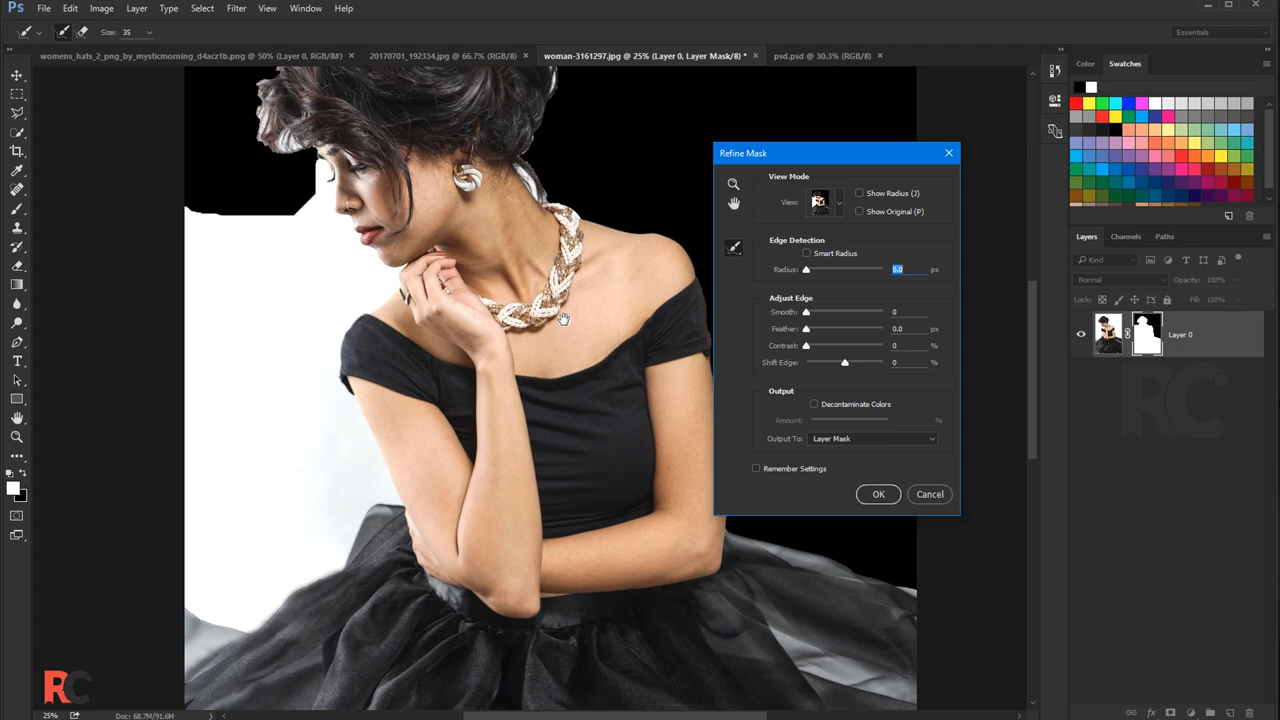 Ps File Edit Image Layer Type Select Filter View Window Help
Size: 35
Essentials
womens_hats_2_png_by_mysticmorning_d4acz1b.png @ 50% (Layer 0, RGB/8#) ×
20170701_192334.jpg @ 66.7% (RGB/8) ×
woman-3161297.jpg @ 25% (Layer 0, Layer Mask/8) * ×
psd.psd @ 30.3% (RGB/8) ×
Color Swatches
Refine Mask
View Mode
View:
Show Radius (J)
Show Original (P)
Edge Detection
Smart Radius
Radius: 0.0 px
Adjust Edge
Smooth: 0
Feather: 0.0 px
Contrast: 0 %
Shift Edge: 0 %
Output
Decontaminate Colors
Amount: %
Output To: Layer Mask
Remember Settings
OK Cancel
Layers Channels Paths
Kind
Normal Opacity: 100%
Lock: Fill: 100%
Layer 0
RC
RC
25% Doc: 68.7M/91.6M